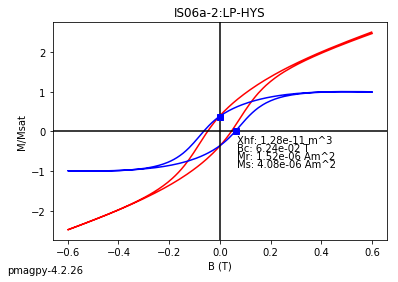 IS06a-2:LP-HYS
M/Msat
2
1
0
−1
−2
Xhf: 1.28e-11 m^3
Bc: 6.24e-02 T
Mr: 1.52e-06 Am^2
Ms: 4.08e-06 Am^2
−0.6 −0.4 −0.2 0.0 0.2 0.4 0.6
B (T)
pmagpy-4.2.26